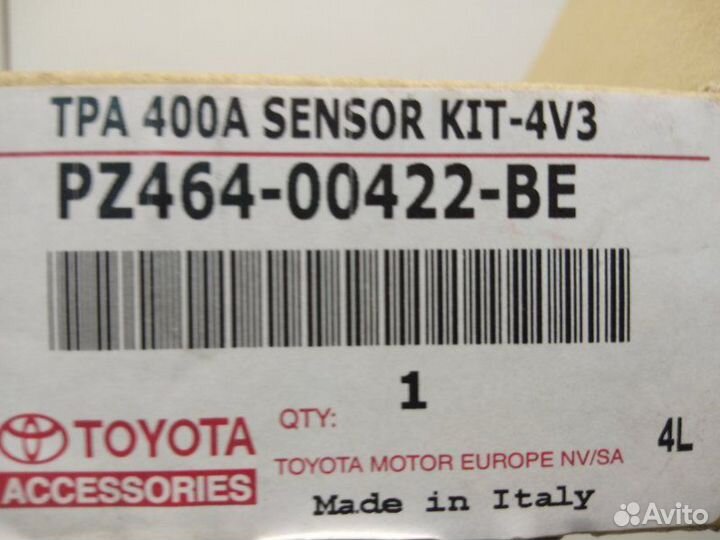 TPA 400A SENSOR KIT-4V3
PZ464-00422-BE
QTY: 1
TOYOTA
ACCESSORIES
TOYOTA MOTOR EUROPE NV/SA
4L
Made in Italy
Avito